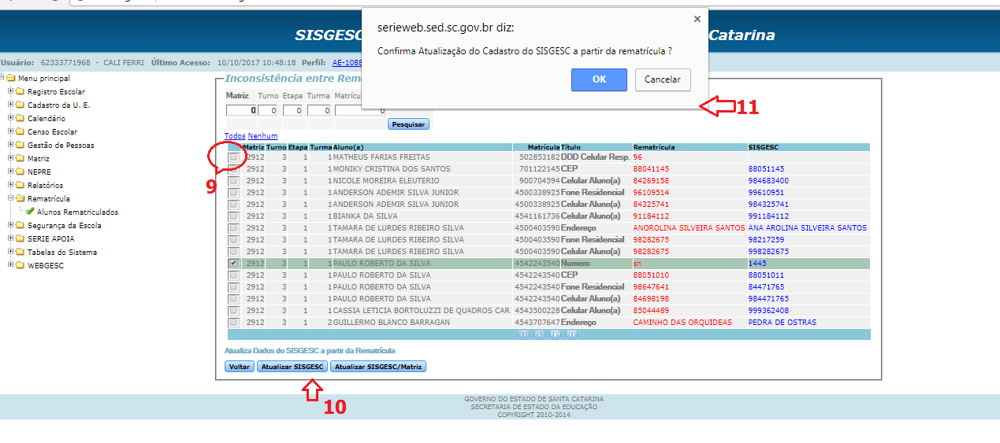 SISGESC
Catarina
serieweb.sed.sc.gov.br diz:
Confirma Atualização do Cadastro do SISGESC a partir da rematrícula ?
OK
Cancelar
11
Usuário: 62333771968 - CALI FERRI Último Acesso: 10/10/2017 10:48:18 Perfil: AE-1088
Menu principal
Registro Escolar
Cadastro da U. E.
Calendário
Censo Escolar
Gestão de Pessoas
Matriz
NEPRE
Relatórios
Rematrícula
Alunos Rematriculados
Segurança da Escola
SERIE APOIA
Tabelas do Sistema
WEBGESC
Inconsistência entre Rem
Matriz Turno Etapa Turma Matrícu
0 0 0 0 0
Pesquisar
Todos Nenhum
Matriz Turno Etapa Turma Aluno(a) Matrícula Título Rematrícula SISGESC
2912 3 1 1 MATHEUS FARIAS FREITAS 502853182 DDD Celular Resp. 96
2912 3 1 1 MONIKY CRISTINA DOS SANTOS 701122145 CEP 88041145 88051145
2912 3 1 1 NICOLE MOREIRA ELEUTERIO 900704594 Celular Aluno(a) 84269158 984683400
2912 3 1 1 ANDERSON ADEMIR SILVA JUNIOR 4500338925 Fone Residencial 96109514 99610951
2912 3 1 1 ANDERSON ADEMIR SILVA JUNIOR 4500338925 Celular Aluno(a) 84325741 984325741
2912 3 1 1 BIANKA DA SILVA 4541161736 Celular Aluno(a) 91184112 991184112
2912 3 1 1 TAMARA DE LURDES RIBEIRO SILVA 4500403590 Endereço ANOROLINA SILVEIRA SANTOS ANA AROLINA SILVEIRA SANTOS
2912 3 1 1 TAMARA DE LURDES RIBEIRO SILVA 4500403590 Fone Residencial 98282675 98217259
2912 3 1 1 TAMARA DE LURDES RIBEIRO SILVA 4500403590 Celular Aluno(a) 98282675 998282675
2912 3 1 1 PAULO ROBERTO DA SILVA 4542243540 Numero sn 1445
2912 3 1 1 PAULO ROBERTO DA SILVA 4542243540 CEP 88051010 88051011
2912 3 1 1 PAULO ROBERTO DA SILVA 4542243540 Fone Residencial 98647641 84471765
2912 3 1 1 PAULO ROBERTO DA SILVA 4542243540 Celular Aluno(a) 84698198 984471765
2912 3 1 1 CASSIA LETICIA BORTOLUZZI DE QUADROS CAR 4543500228 Celular Aluno(a) 85044489 999362408
2912 3 1 2 GUILLERMO BLANCO BARRAGAN 4543707647 Endereço CAMINHO DAS ORQUIDEAS PEDRA DE OSTRAS
9
Atualiza Dados do SISGESC a partir da Rematrícula
Voltar Atualizar SISGESC Atualizar SISGESC/Matriz
10
GOVERNO DO ESTADO DE SANTA CATARINA
SECRETARIA DE ESTADO DA EDUCAÇÃO
COPYRIGHT 2010-2014